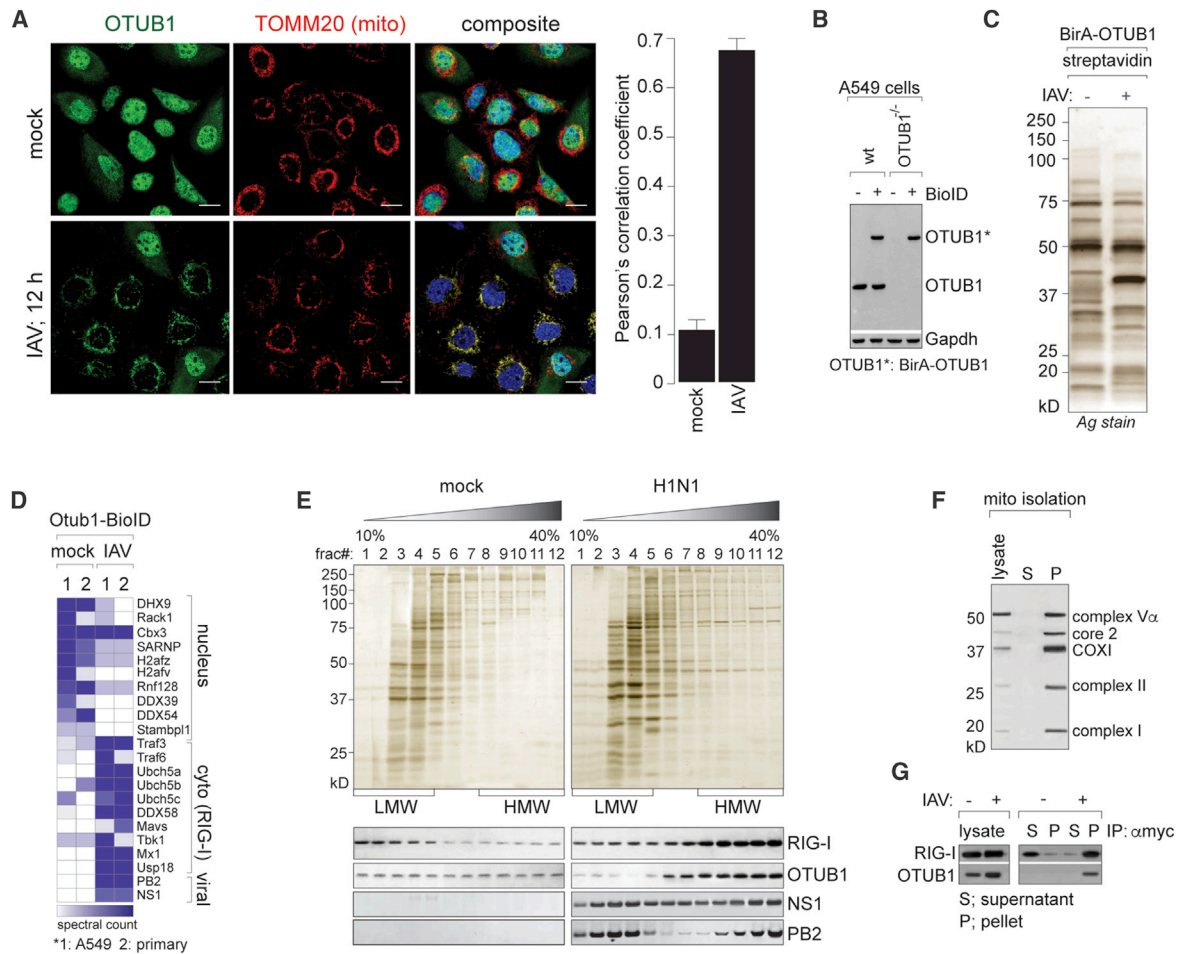 A
OTUB1
TOMM20 (mito)
composite
mock
IAV; 12 h
Pearson's correlation coefficient
0.7
0.6
0.5
0.4
0.3
0.2
0.1
0
mock
IAV
B
A549 cells
wt
OTUB1-/-
- + - + BioID
OTUB1*
OTUB1
Gapdh
OTUB1*: BirA-OTUB1
C
BirA-OTUB1
streptavidin
IAV: - +
250
150
100
75
50
37
25
20
kD
Ag stain
D
Otub1-BioID
mock IAV
1 2 1 2
DHX9
Rack1
Cbx3
SARNP
H2afz
H2afv
Rnf128
DDX39
DDX54
Stambpl1
Traf3
Traf6
Ubch5a
Ubch5b
Ubch5c
DDX58
Mavs
Tbk1
Mx1
Usp18
PB2
NS1
nucleus
cyto (RIG-I)
viral
spectral count
*1: A549 2: primary
E
mock
H1N1
10% 40% 10% 40%
frac#: 1 2 3 4 5 6 7 8 9 10 11 12 1 2 3 4 5 6 7 8 9 10 11 12
250
150
100
75
50
37
25
kD
LMW HMW LMW HMW
RIG-I
OTUB1
NS1
PB2
F
mito isolation
lysate S P
50
37
25
20
kD
complex Vα
core 2
COXI
complex II
complex I
G
IAV: - + - +
lysate S P S P IP: αmyc
RIG-I
OTUB1
S; supernatant
P; pellet